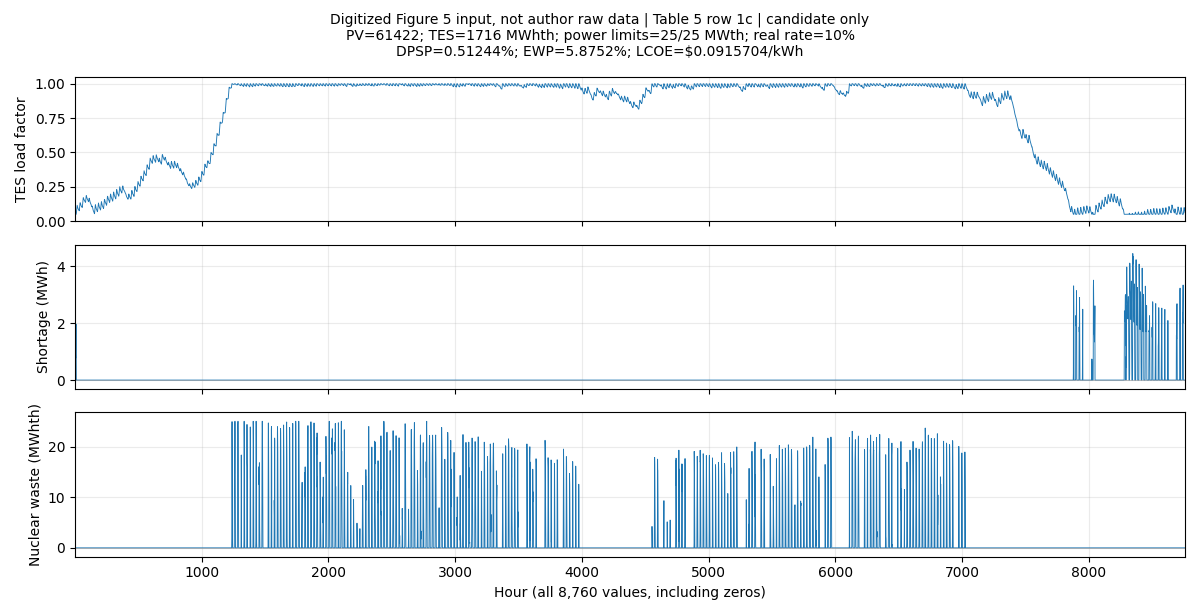 Digitized Figure 5 input, not author raw data | Table 5 row 1c | candidate only
PV=61422; TES=1716 MWhth; power limits=25/25 MWth; real rate=10%
DPSP=0.51244%; EWP=5.8752%; LCOE=$0.0915704/kWh
TES load factor
1.00
0.75
0.50
0.25
0.00
Shortage (MWh)
4
2
0
Nuclear waste (MWhth)
20
10
0
1000 2000 3000 4000 5000 6000 7000 8000
Hour (all 8,760 values, including zeros)